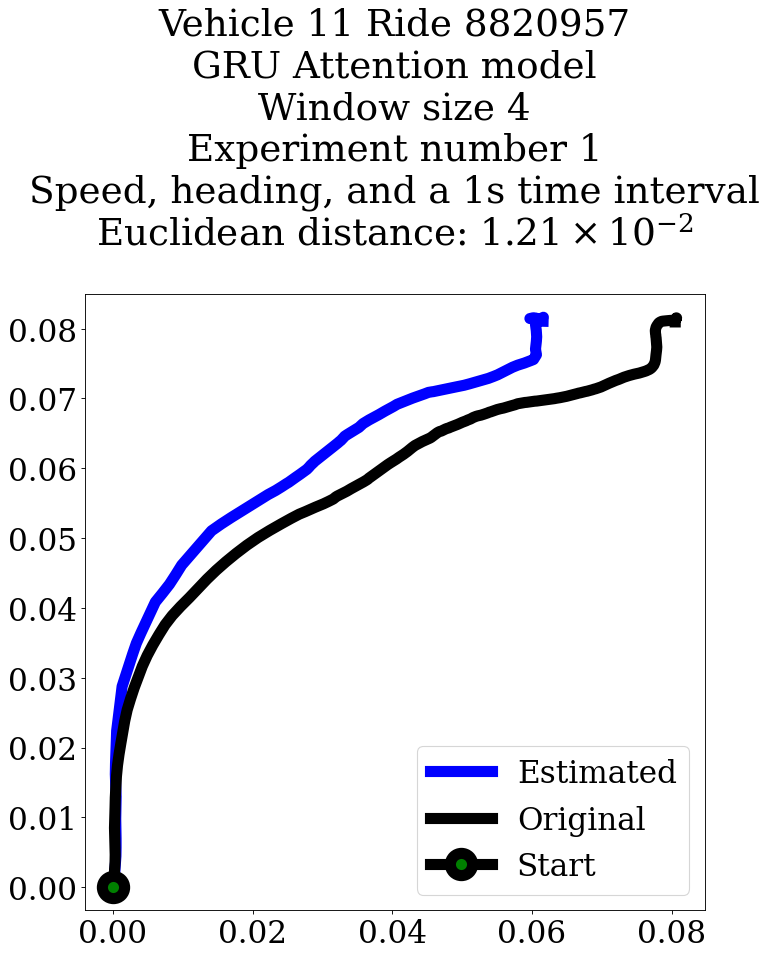 Vehicle 11 Ride 8820957
GRU Attention model
Window size 4
Experiment number 1
Speed, heading, and a 1s time interval
Euclidean distance: 1.21 × 10⁻²
0.08
0.07
0.06
0.05
0.04
0.03
0.02
0.01
0.00
Estimated
Original
Start
0.00 0.02 0.04 0.06 0.08